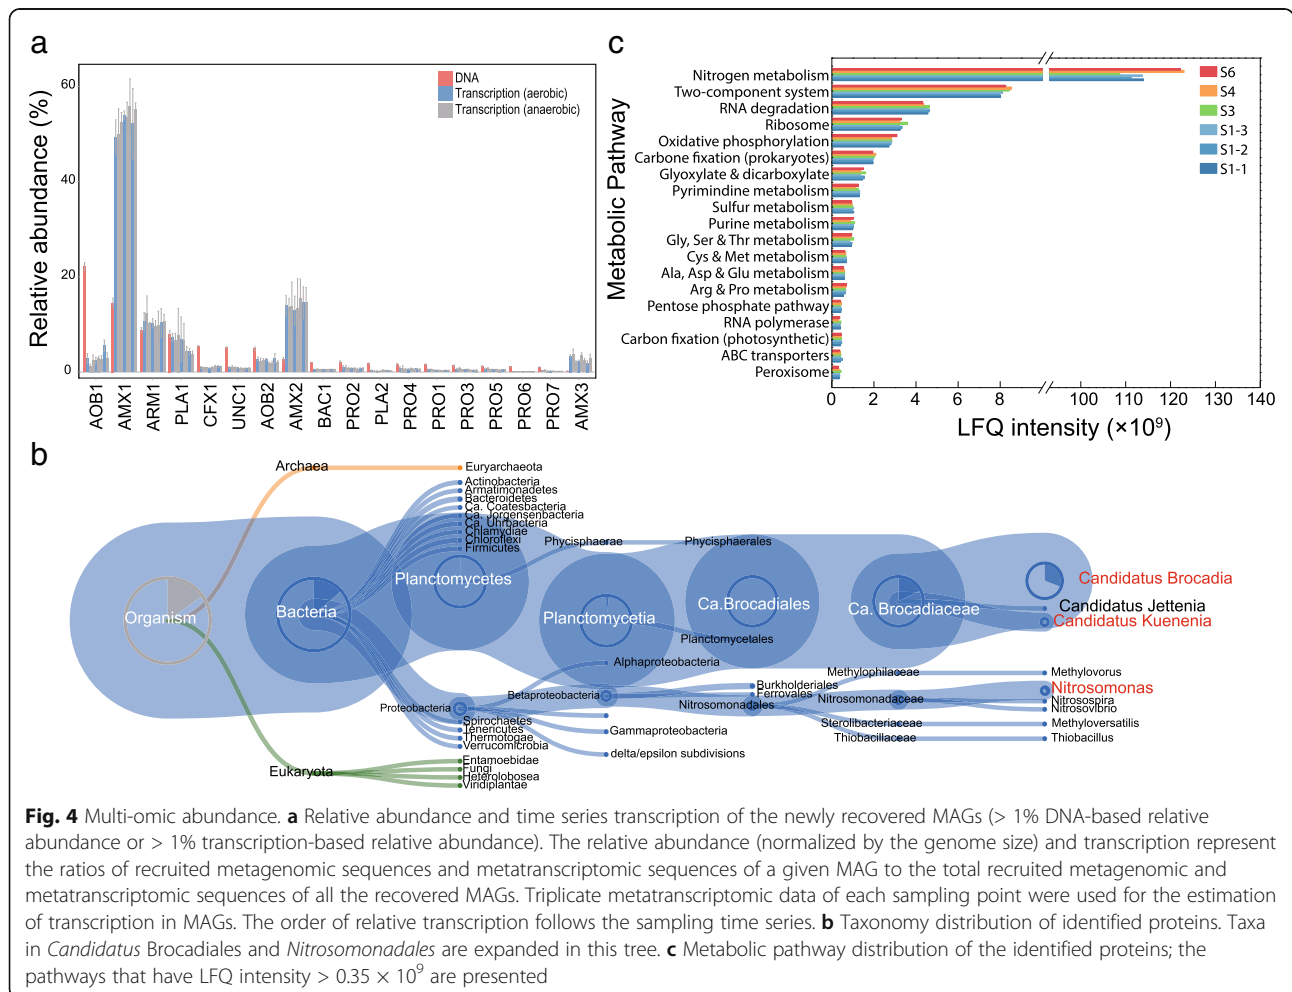 a
Relative abundance (%)
60
40
20
0
DNA
Transcription (aerobic)
Transcription (anaerobic)
AOB1
AMX1
ARM1
PLA1
CFX1
UNC1
AOB2
AMX2
BAC1
PRO2
PLA2
PRO4
PRO1
PRO3
PRO5
PRO6
PRO7
AMX3
c
Metabolic Pathway
Nitrogen metabolism
Two-component system
RNA degradation
Ribosome
Oxidative phosphorylation
Carbone fixation (prokaryotes)
Glyoxylate & dicarboxylate
Pyrimindine metabolism
Sulfur metabolism
Purine metabolism
Gly, Ser & Thr metabolism
Cys & Met metabolism
Ala, Asp & Glu metabolism
Arg & Pro metabolism
Pentose phosphate pathway
RNA polymerase
Carbon fixation (photosynthetic)
ABC transporters
Peroxisome
S6
S4
S3
S1-3
S1-2
S1-1
0 2 4 6 8 100 110 120 130 140
LFQ intensity (×10⁹)
b
Organism
Archaea
Bacteria
Eukaryota
Euryarchaeota
Actinobacteria
Armatimonadetes
Bacteroidetes
Ca. Coatesbacteria
Ca. Jorgensenbacteria
Ca. Uhrbacteria
Chlamydiae
Chloroflexi
Firmicutes
Planctomycetes
Proteobacteria
Spirochaetes
Tenericutes
Thermotogae
Verrucomicrobia
Entamoebidae
Fungi
Heterolobosea
Viridiplantae
Phycisphaerae
Planctomycetia
Alphaproteobacteria
Betaproteobacteria
Gammaproteobacteria
delta/epsilon subdivisions
Phycisphaerales
Ca.Brocadiales
Planctomycetales
Burkholderiales
Ferrovales
Nitrosomonadales
Ca. Brocadiaceae
Methylophilaceae
Nitrosomonadaceae
Sterolibacteriaceae
Thiobacillaceae
Candidatus Brocadia
Candidatus Jettenia
Candidatus Kuenenia
Methylovorus
Nitrosomonas
Nitrosospira
Nitrosovibrio
Methyloversatilis
Thiobacillus
Fig. 4 Multi-omic abundance. a Relative abundance and time series transcription of the newly recovered MAGs (> 1% DNA-based relative
abundance or > 1% transcription-based relative abundance). The relative abundance (normalized by the genome size) and transcription represent
the ratios of recruited metagenomic sequences and metatranscriptomic sequences of a given MAG to the total recruited metagenomic and
metatranscriptomic sequences of all the recovered MAGs. Triplicate metatranscriptomic data of each sampling point were used for the estimation
of transcription in MAGs. The order of relative transcription follows the sampling time series. b Taxonomy distribution of identified proteins. Taxa
in Candidatus Brocadiales and Nitrosomonadales are expanded in this tree. c Metabolic pathway distribution of the identified proteins; the
pathways that have LFQ intensity > 0.35 × 10⁹ are presented